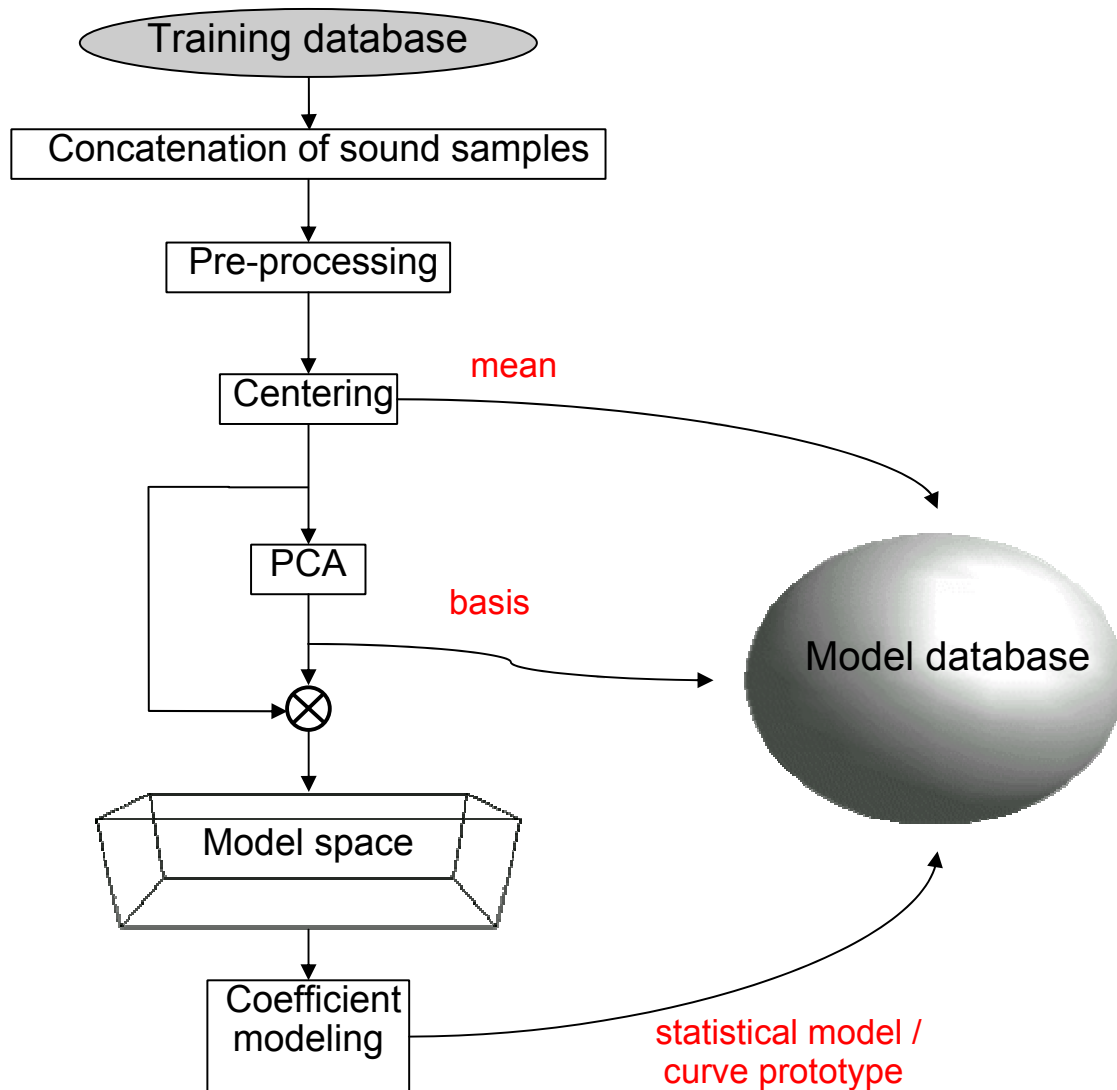 Training database
Concatenation of sound samples
Pre-processing
mean
Centering
PCA
basis
Model database
Model space
Coefficient
modeling
statistical model /
curve prototype